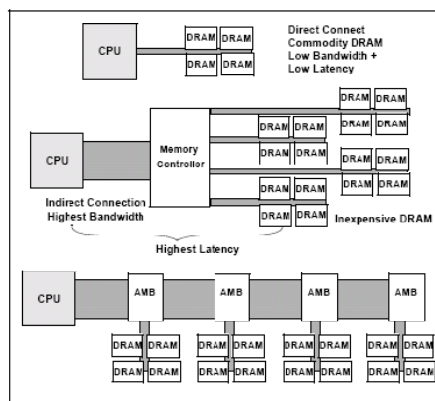 CPU
DRAM DRAM
DRAM DRAM
Direct Connect
Commodity DRAM
Low Bandwidth +
Low Latency
CPU
Memory
Controller
DRAM DRAM
DRAM DRAM
DRAM DRAM
DRAM DRAM
DRAM DRAM
DRAM DRAM
DRAM DRAM
DRAM DRAM
Indirect Connection
Highest Bandwidth
Inexpensive DRAM
Highest Latency
CPU
AMB
AMB
AMB
AMB
DRAM DRAM DRAM DRAM DRAM DRAM DRAM DRAM
DRAM DRAM DRAM DRAM DRAM DRAM DRAM DRAM